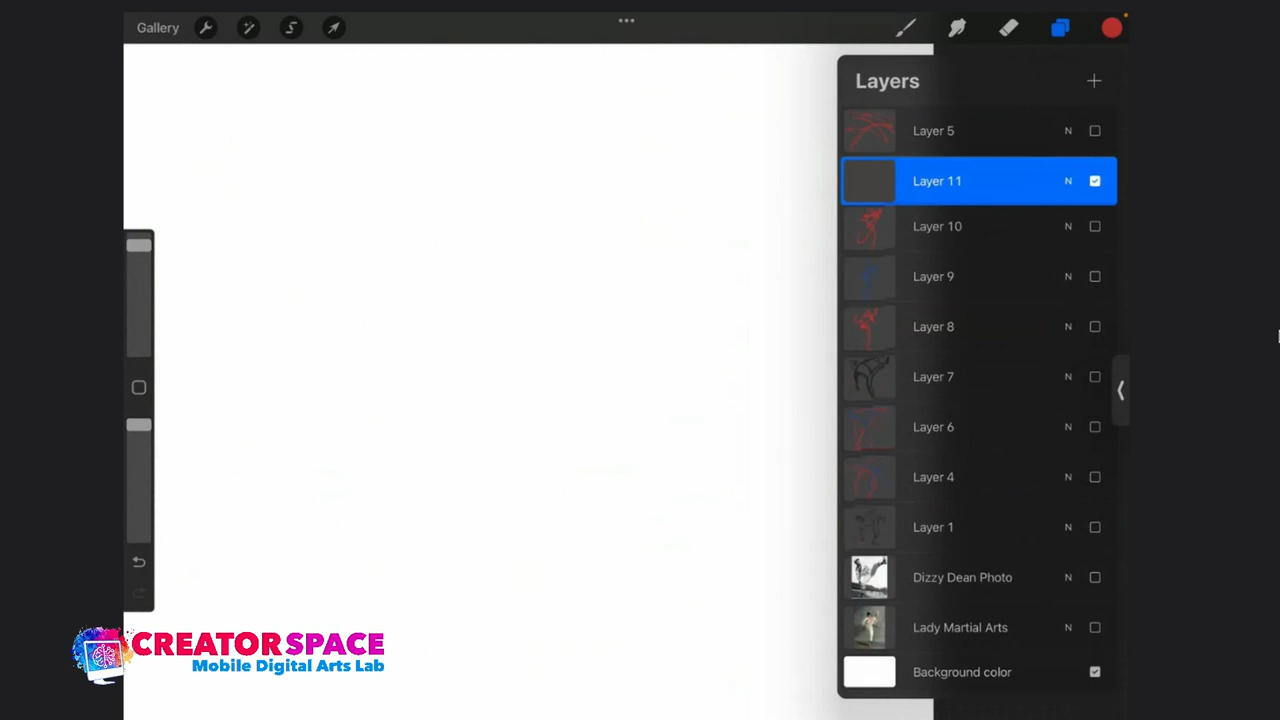 Gallery
Layers
Layer 5 N
Layer 11 N
Layer 10 N
Layer 9 N
Layer 8 N
Layer 7 N
Layer 6 N
Layer 4 N
Layer 1 N
Dizzy Dean Photo N
Lady Martial Arts N
Background color
CREATOR SPACE
Mobile Digital Arts Lab